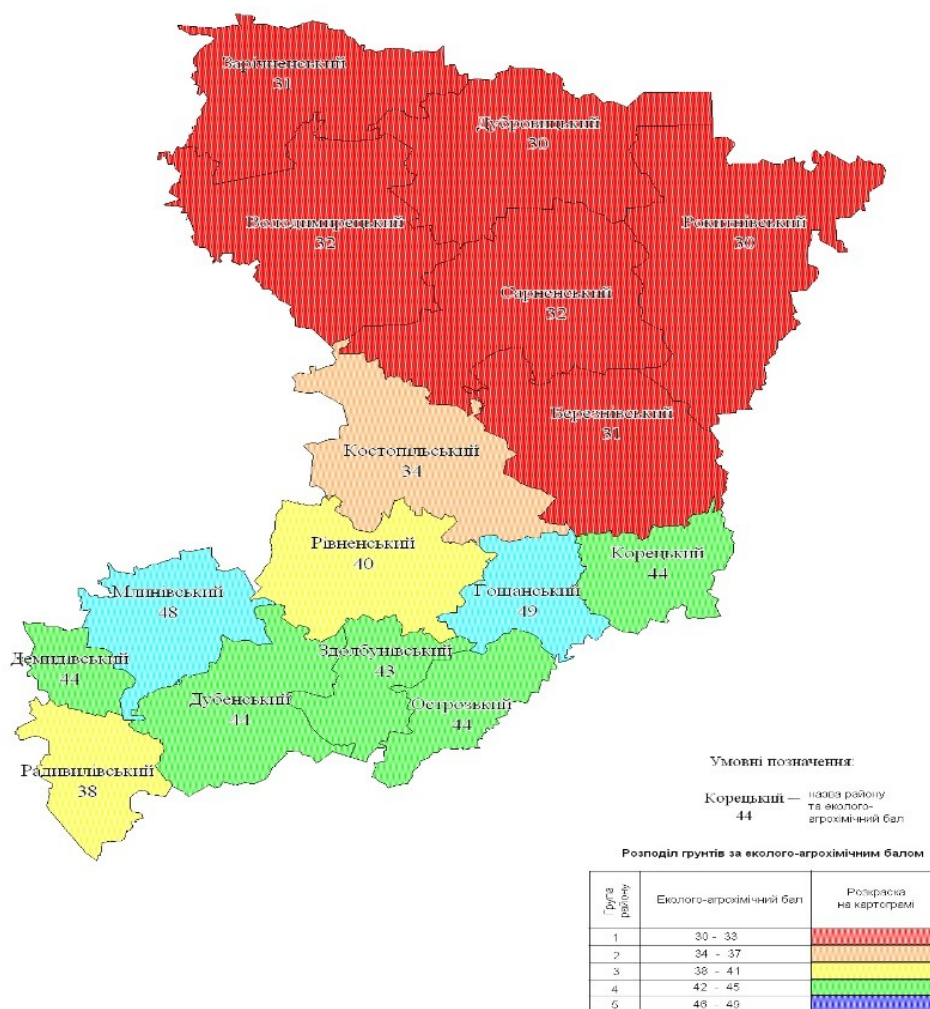 Зарічненський
31
Дубровицький
30
Володимирецький
32
Рокитнівський
30
Сарненський
32
Березнівський
31
Костопільський
34
Рівненський
40
Корецький
44
Гощанський
49
Млинівський
48
Здолбунівський
43
Демидівський
44
Дубенський
44
Острозький
44
Радивилівський
38
Умовні позначення:
Корецький —
44
назва району
та еколого-
агрохімічний бал
Розподіл грунтів за еколого-агрохімічним балом
Група
району
Еколого-агрохімічний бал
Розкраска
на картограмі
1
30 - 33
2
34 - 37
3
38 - 41
4
42 - 45
5
46 - 49